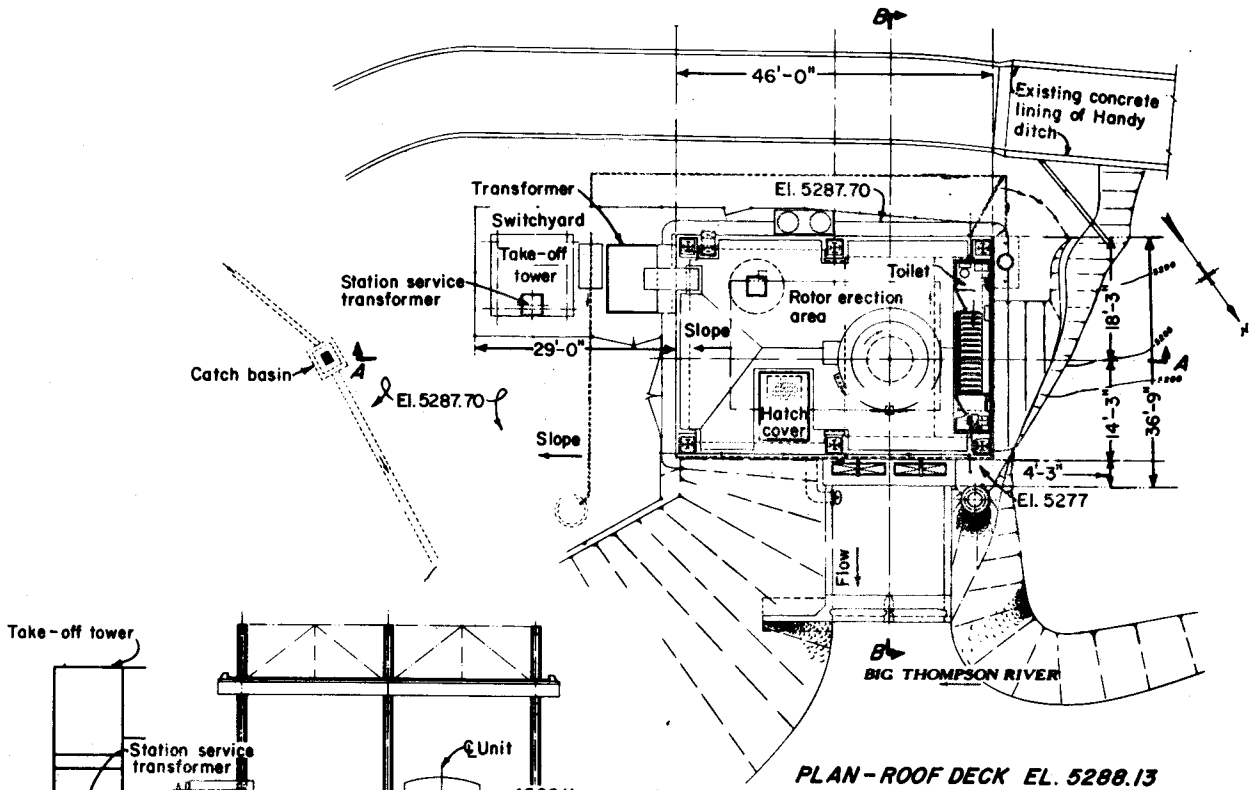 B
46'-0"
Existing concrete
lining of Handy
ditch
Transformer
El. 5287.70
Switchyard
Take-off
tower
Toilet
Station service
transformer
Rotor erection
area
Slope
18'-3"
29'-0"
A
A
Catch basin
El. 5287.70
14'-3"
36'-9"
Hatch
cover
Slope
4'-3"
El. 5277
Flow
B
BIG THOMPSON RIVER
Take-off tower
Station service
transformer
℄ Unit
PLAN-ROOF DECK EL. 5288.13